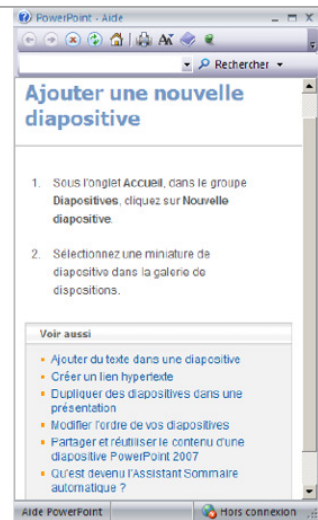 PowerPoint - Aide
Rechercher
Ajouter une nouvelle
diapositive
1. Sous l'onglet Accueil, dans le groupe
Diapositives, cliquez sur Nouvelle
diapositive.
2. Sélectionnez une miniature de
diapositive dans la galerie de
dispositions.
Voir aussi
Ajouter du texte dans une diapositive
Créer un lien hypertexte
Dupliquer des diapositives dans une
présentation
Modifier l'ordre de vos diapositives
Partager et réutiliser le contenu d'une
diapositive PowerPoint 2007
Qu'est devenu l'Assistant Sommaire
automatique ?
Aide PowerPoint
Hors connexion